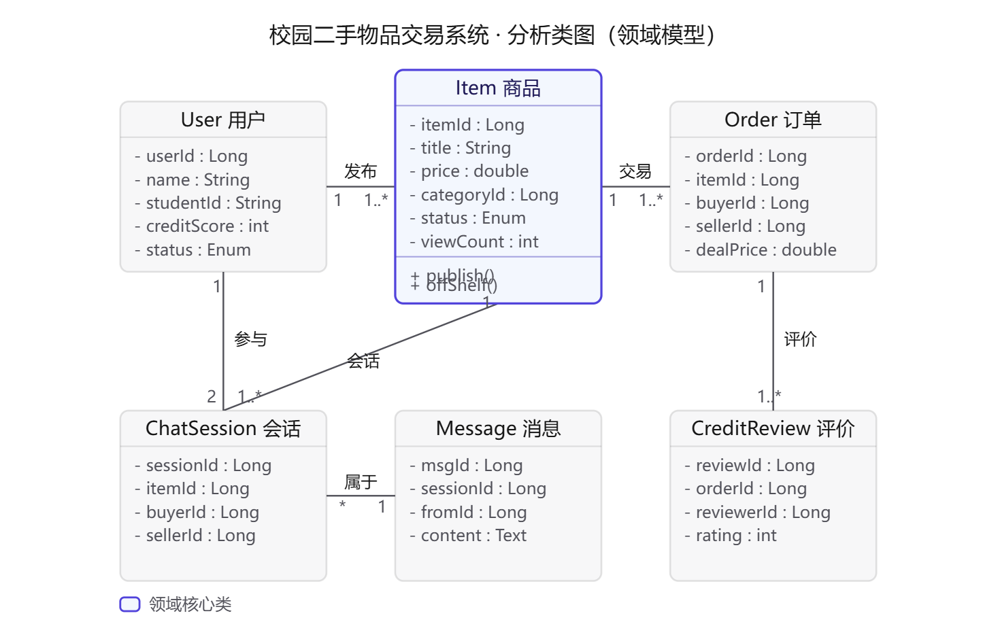 校园二手物品交易系统 · 分析类图（领域模型）
User 用户
- userId : Long
- name : String
- studentId : String
- creditScore : int
- status : Enum
发布
1
1..*
Item 商品
- itemId : Long
- title : String
- price : double
- categoryId : Long
- status : Enum
- viewCount : int
+ publish()
+ offShelf()
交易
1
1..*
Order 订单
- orderId : Long
- itemId : Long
- buyerId : Long
- sellerId : Long
- dealPrice : double
1
参与
2
1
会话
1..*
1
评价
1..*
ChatSession 会话
- sessionId : Long
- itemId : Long
- buyerId : Long
- sellerId : Long
属于
*
1
Message 消息
- msgId : Long
- sessionId : Long
- fromId : Long
- content : Text
CreditReview 评价
- reviewId : Long
- orderId : Long
- reviewerId : Long
- rating : int
领域核心类